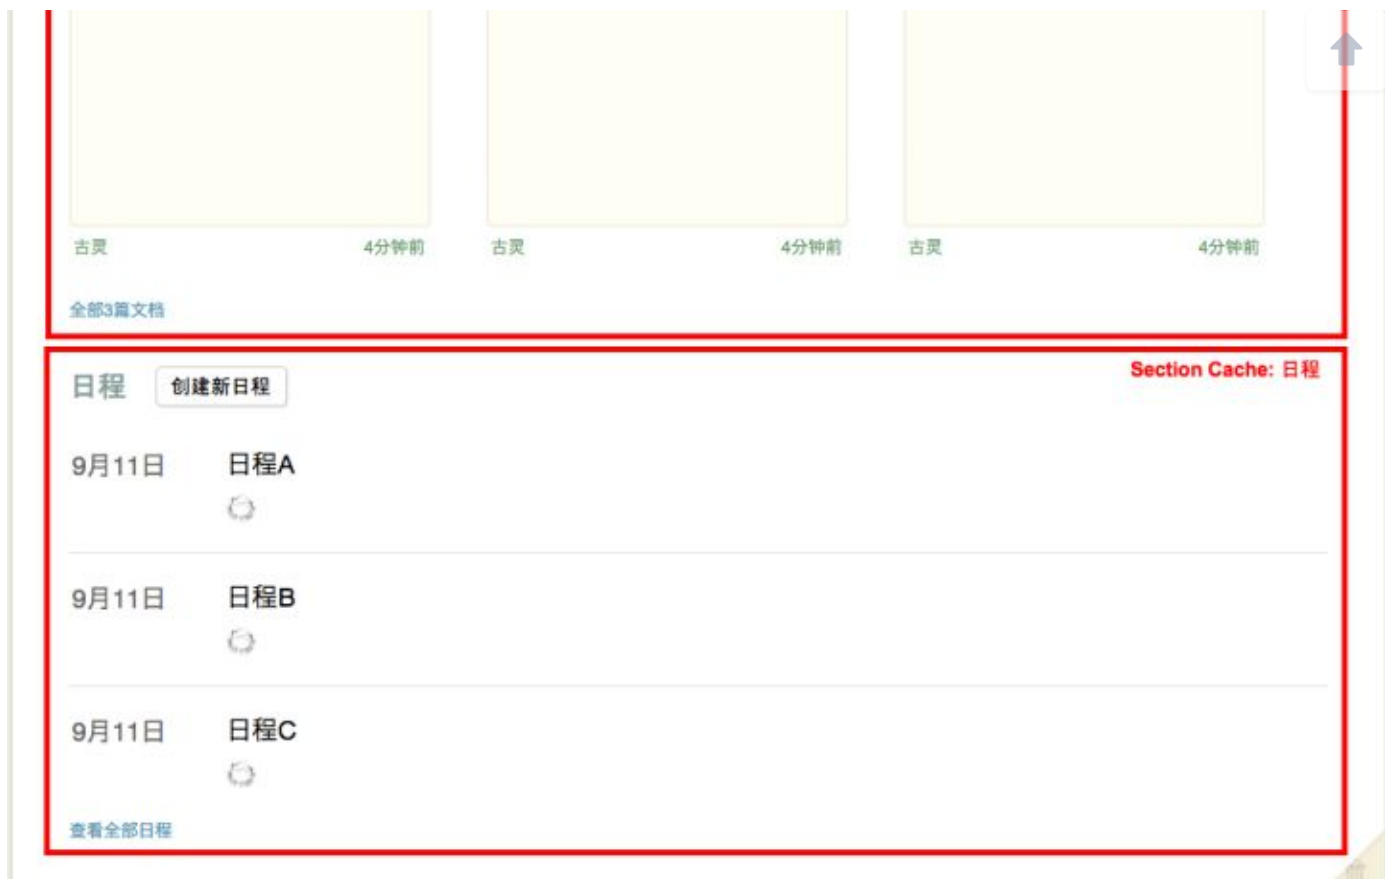 古灵 4分钟前 古灵 4分钟前 古灵 4分钟前
全部3篇文档
Section Cache: 日程
日程 创建新日程
9月11日 日程A
9月11日 日程B
9月11日 日程C
查看全部日程